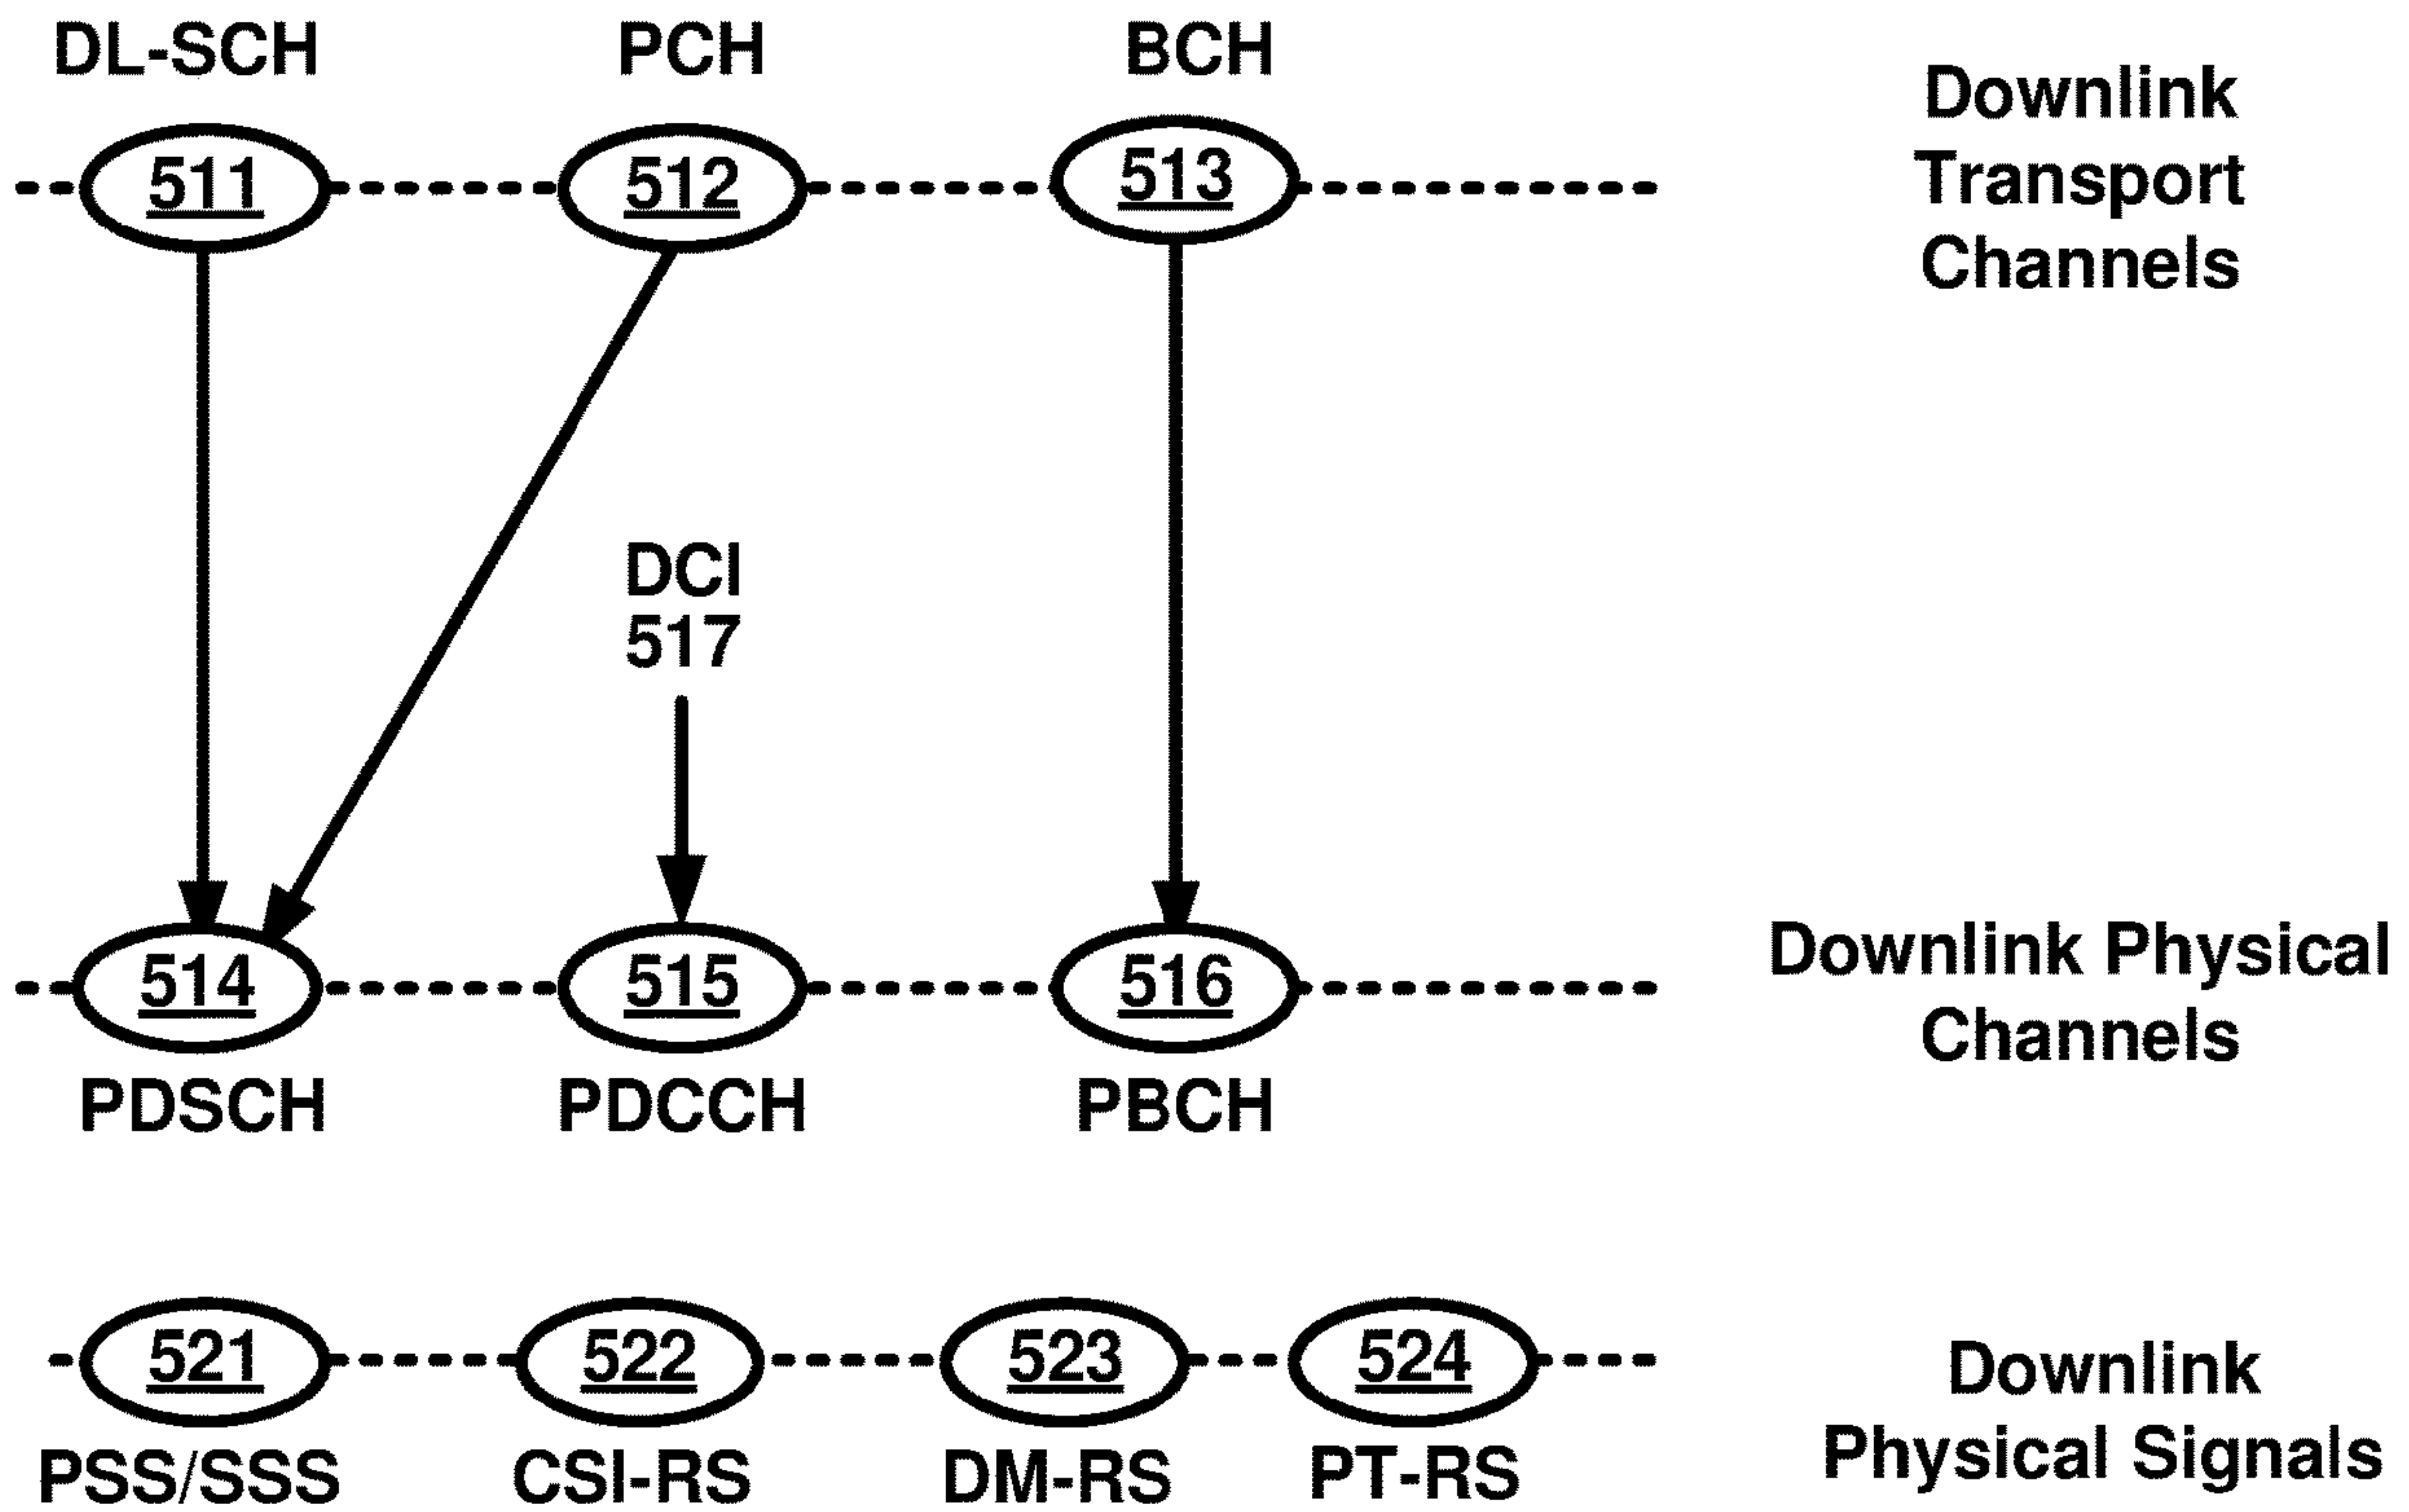 DL-SCH
PCH
BCH
Downlink
Transport
Channels
511
512
513
DCI
517
514
515
516
Downlink Physical
Channels
PDSCH
PDCCH
PBCH
521
522
523
524
Downlink
Physical Signals
PSS/SSS
CSI-RS
DM-RS
PT-RS